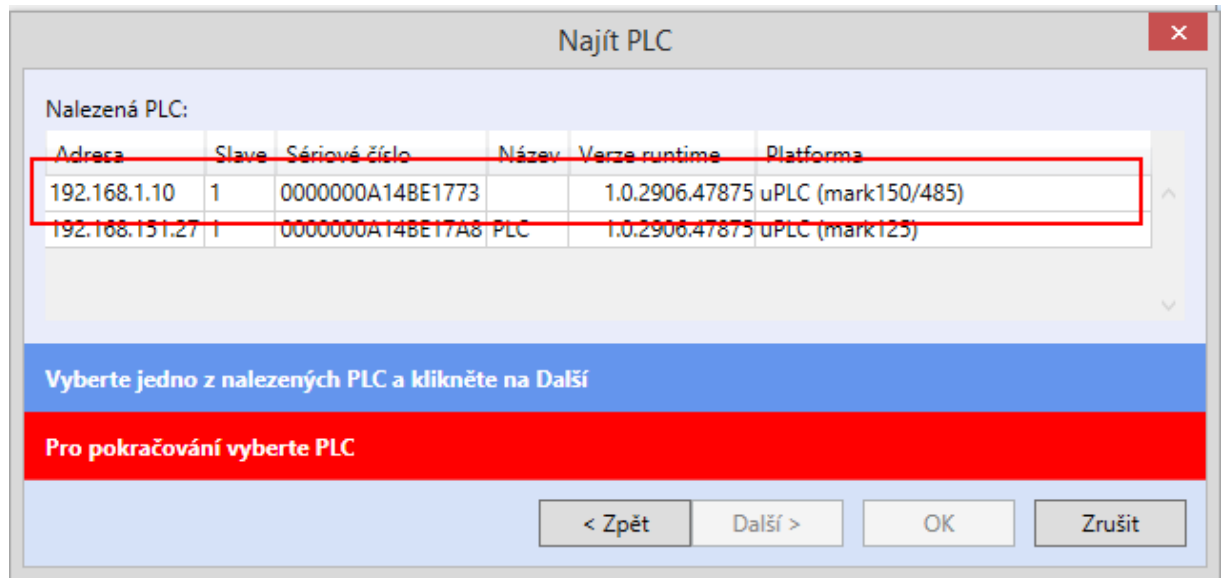 Najít PLC
Nalezená PLC:
Adresa Slave Sériové číslo Název Verze runtime Platforma
192.168.1.10 1 0000000A14BE1773 1.0.2906.47875 uPLC (mark150/485)
192.168.151.27 1 0000000A14BE17A8 PLC 1.0.2906.47875 uPLC (mark125)
Vyberte jedno z nalezených PLC a klikněte na Další
Pro pokračování vyberte PLC
< Zpět Další > OK Zrušit